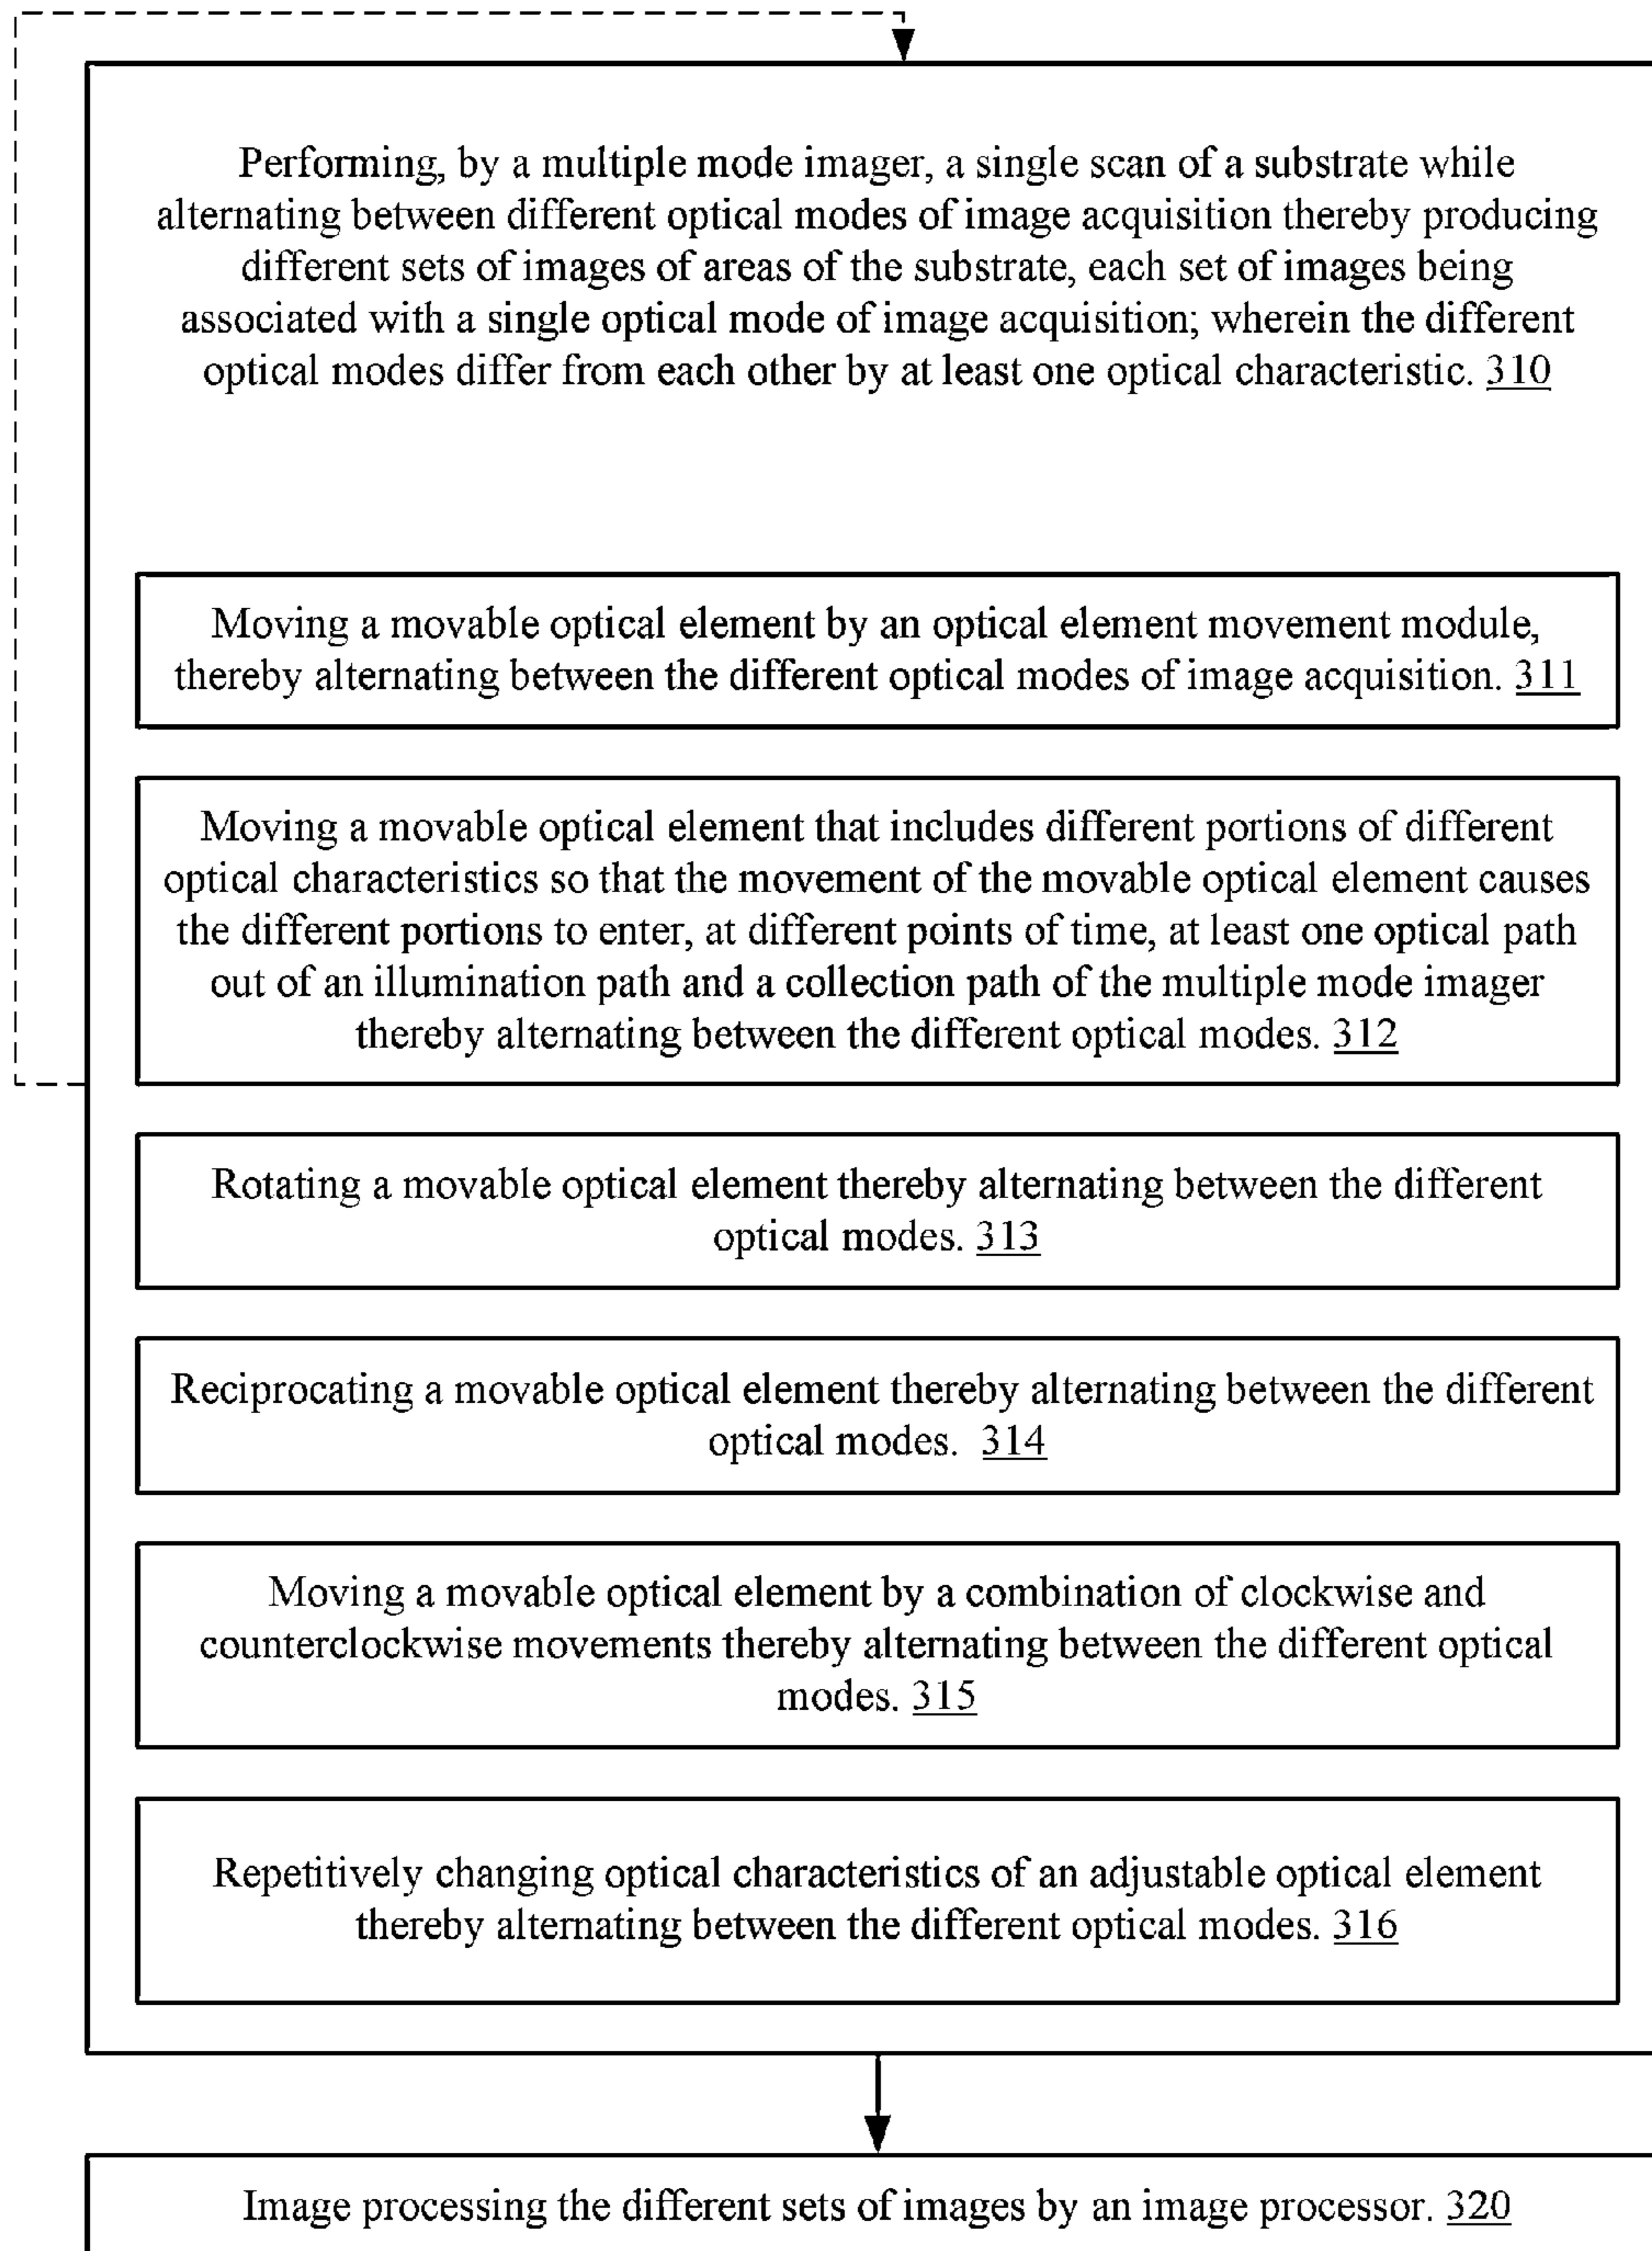 Performing, by a multiple mode imager, a single scan of a substrate while
alternating between different optical modes of image acquisition thereby producing
different sets of images of areas of the substrate, each set of images being
associated with a single optical mode of image acquisition; wherein the different
optical modes differ from each other by at least one optical characteristic. 310
Moving a movable optical element by an optical element movement module,
thereby alternating between the different optical modes of image acquisition. 311
Moving a movable optical element that includes different portions of different
optical characteristics so that the movement of the movable optical element causes
the different portions to enter, at different points of time, at least one optical path
out of an illumination path and a collection path of the multiple mode imager
thereby alternating between the different optical modes. 312
Rotating a movable optical element thereby alternating between the different
optical modes. 313
Reciprocating a movable optical element thereby alternating between the different
optical modes. 314
Moving a movable optical element by a combination of clockwise and
counterclockwise movements thereby alternating between the different optical
modes. 315
Repetitively changing optical characteristics of an adjustable optical element
thereby alternating between the different optical modes. 316
Image processing the different sets of images by an image processor. 320